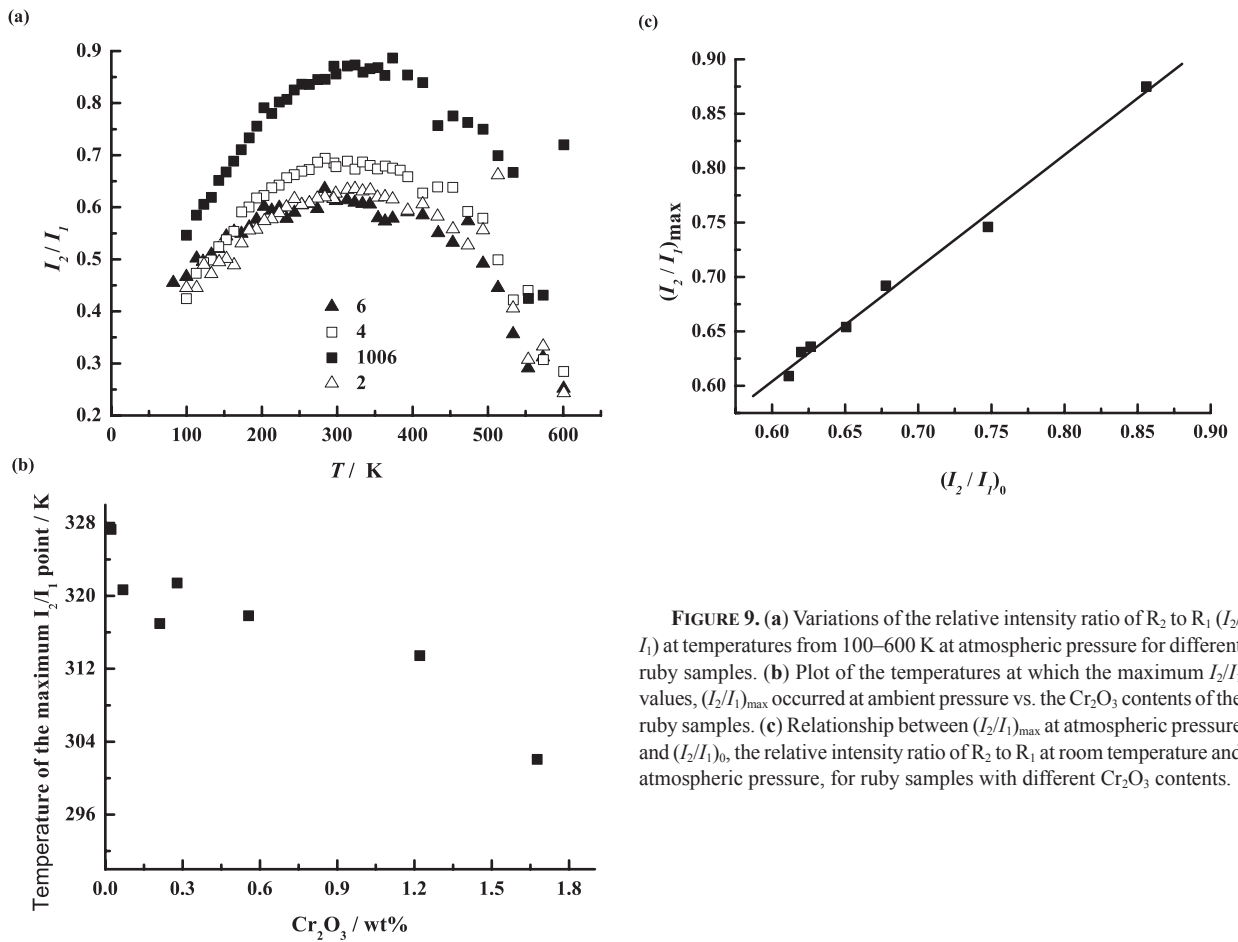 (a)
0.9
0.8
0.7
0.6
0.5
0.4
0.3
0.2
I2 / I1
6
4
1006
2
0 100 200 300 400 500 600
T / K
(b)
328
320
312
304
296
Temperature of the maximum I2/I1 point / K
0.0 0.3 0.6 0.9 1.2 1.5 1.8
Cr2O3 / wt%
(c)
0.90
0.85
0.80
0.75
0.70
0.65
0.60
(I2 / I1)max
0.60 0.65 0.70 0.75 0.80 0.85 0.90
(I2 / I1)0
FIGURE 9. (a) Variations of the relative intensity ratio of R2 to R1 (I2/
I1) at temperatures from 100–600 K at atmospheric pressure for different
ruby samples. (b) Plot of the temperatures at which the maximum I2/I1
values, (I2/I1)max occurred at ambient pressure vs. the Cr2O3 contents of the
ruby samples. (c) Relationship between (I2/I1)max at atmospheric pressure
and (I2/I1)0, the relative intensity ratio of R2 to R1 at room temperature and
atmospheric pressure, for ruby samples with different Cr2O3 contents.